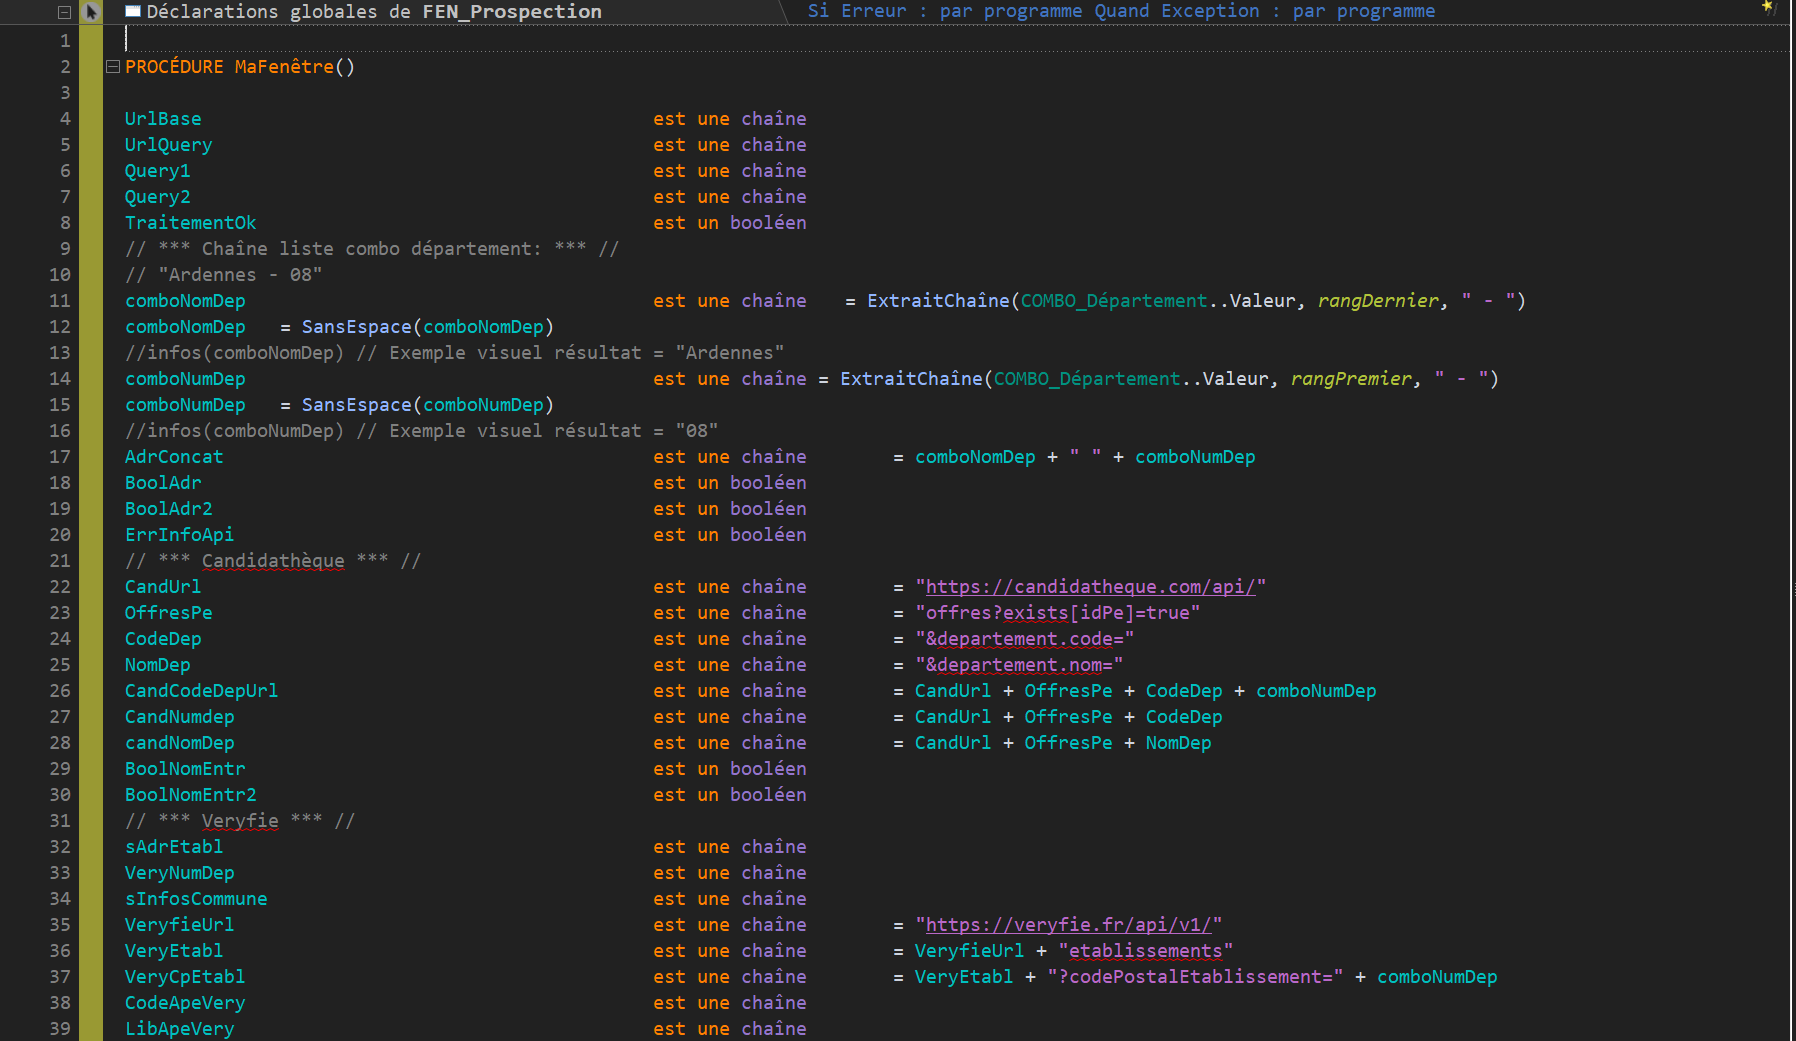 Déclarations globales de FEN_Prospection Si Erreur : par programme Quand Exception : par programme
1
2 PROCÉDURE MaFenêtre()
3
4 UrlBase est une chaîne
5 UrlQuery est une chaîne
6 Query1 est une chaîne
7 Query2 est une chaîne
8 TraitementOk est un booléen
9 // *** Chaîne liste combo département: *** //
10 // "Ardennes - 08"
11 comboNomDep est une chaîne = ExtraitChaîne(COMBO_Département..Valeur, rangDernier, " - ")
12 comboNomDep = SansEspace(comboNomDep)
13 //infos(comboNomDep) // Exemple visuel résultat = "Ardennes"
14 comboNumDep est une chaîne = ExtraitChaîne(COMBO_Département..Valeur, rangPremier, " - ")
15 comboNumDep = SansEspace(comboNumDep)
16 //infos(comboNumDep) // Exemple visuel résultat = "08"
17 AdrConcat est une chaîne = comboNomDep + " " + comboNumDep
18 BoolAdr est un booléen
19 BoolAdr2 est un booléen
20 ErrInfoApi est un booléen
21 // *** Candidathèque *** //
22 CandUrl est une chaîne = "https://candidatheque.com/api/"
23 OffresPe est une chaîne = "offres?exists[idPe]=true"
24 CodeDep est une chaîne = "&departement.code="
25 NomDep est une chaîne = "&departement.nom="
26 CandCodeDepUrl est une chaîne = CandUrl + OffresPe + CodeDep + comboNumDep
27 CandNumdep est une chaîne = CandUrl + OffresPe + CodeDep
28 candNomDep est une chaîne = CandUrl + OffresPe + NomDep
29 BoolNomEntr est un booléen
30 BoolNomEntr2 est un booléen
31 // *** Veryfie *** //
32 sAdrEtabl est une chaîne
33 VeryNumDep est une chaîne
34 sInfosCommune est une chaîne
35 VeryfieUrl est une chaîne = "https://veryfie.fr/api/v1/"
36 VeryEtabl est une chaîne = VeryfieUrl + "etablissements"
37 VeryCpEtabl est une chaîne = VeryEtabl + "?codePostalEtablissement=" + comboNumDep
38 CodeApeVery est une chaîne
39 LibApeVery est une chaîne